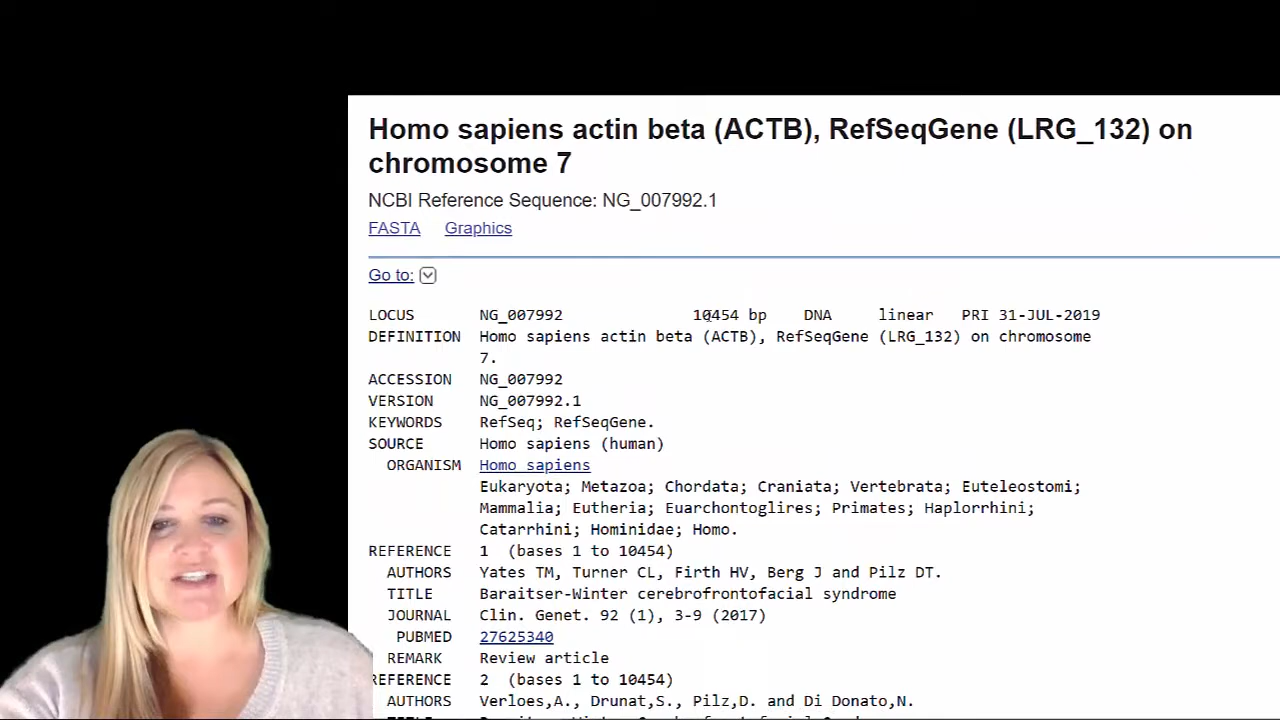 Homo sapiens actin beta (ACTB), RefSeqGene (LRG_132) on
chromosome 7
NCBI Reference Sequence: NG_007992.1
FASTA Graphics
Go to:
LOCUS NG_007992 10454 bp DNA linear PRI 31-JUL-2019
DEFINITION Homo sapiens actin beta (ACTB), RefSeqGene (LRG_132) on chromosome
7.
ACCESSION NG_007992
VERSION NG_007992.1
KEYWORDS RefSeq; RefSeqGene.
SOURCE Homo sapiens (human)
ORGANISM Homo sapiens
Eukaryota; Metazoa; Chordata; Craniata; Vertebrata; Euteleostomi;
Mammalia; Eutheria; Euarchontoglires; Primates; Haplorrhini;
Catarrhini; Hominidae; Homo.
REFERENCE 1 (bases 1 to 10454)
AUTHORS Yates TM, Turner CL, Firth HV, Berg J and Pilz DT.
TITLE Baraitser-Winter cerebrofrontofacial syndrome
JOURNAL Clin. Genet. 92 (1), 3-9 (2017)
PUBMED 27625340
REMARK Review article
REFERENCE 2 (bases 1 to 10454)
AUTHORS Verloes,A., Drunat,S., Pilz,D. and Di Donato,N.